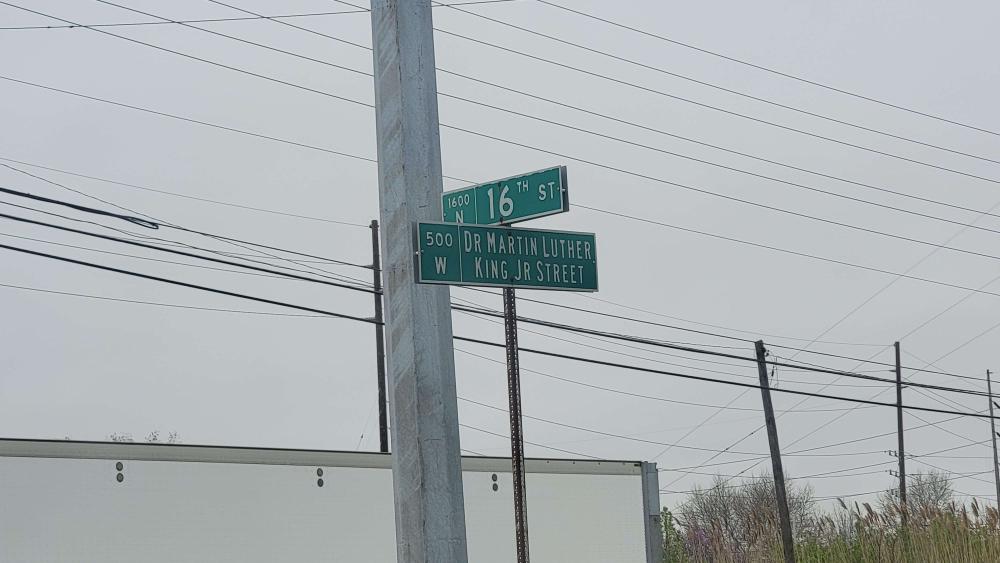 1600 16TH ST
N
500 DR MARTIN LUTHER
W KING JR STREET